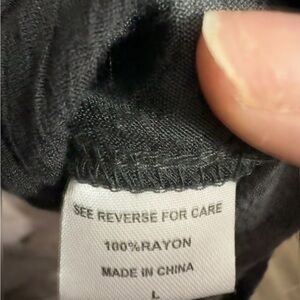 SEE REVERSE FOR CARE
100%RAYON
MADE IN CHINA
L